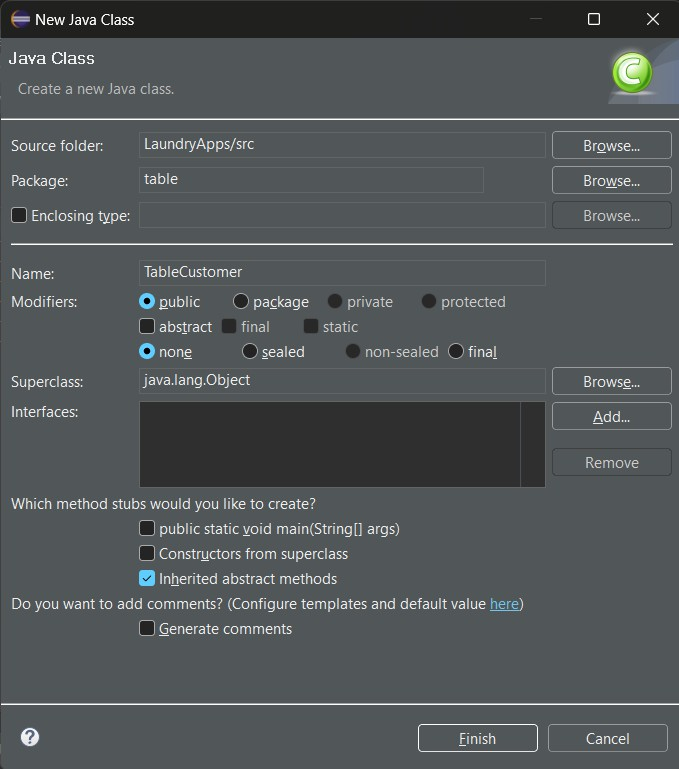 New Java Class
Java Class
Create a new Java class.
Source folder: LaundryApps/src Browse...
Package: table Browse...
Enclosing type: Browse...
Name: TableCustomer
Modifiers: public package private protected
abstract final static
none sealed non-sealed final
Superclass: java.lang.Object Browse...
Interfaces: Add...
Remove
Which method stubs would you like to create?
public static void main(String[] args)
Constructors from superclass
Inherited abstract methods
Do you want to add comments? (Configure templates and default value here)
Generate comments
? Finish Cancel